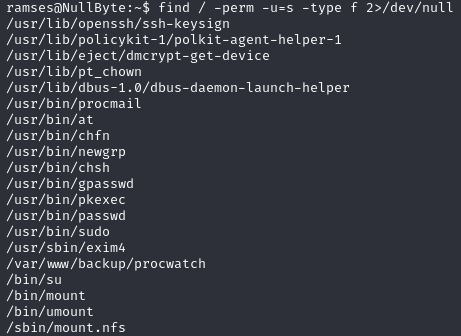 ramses@NullByte:~$ find / -perm -u=s -type f 2>/dev/null
/usr/lib/openssh/ssh-keysign
/usr/lib/policykit-1/polkit-agent-helper-1
/usr/lib/eject/dmcrypt-get-device
/usr/lib/pt_chown
/usr/lib/dbus-1.0/dbus-daemon-launch-helper
/usr/bin/procmail
/usr/bin/at
/usr/bin/chfn
/usr/bin/newgrp
/usr/bin/chsh
/usr/bin/gpasswd
/usr/bin/pkexec
/usr/bin/passwd
/usr/bin/sudo
/usr/sbin/exim4
/var/www/backup/procwatch
/bin/su
/bin/mount
/bin/umount
/sbin/mount.nfs